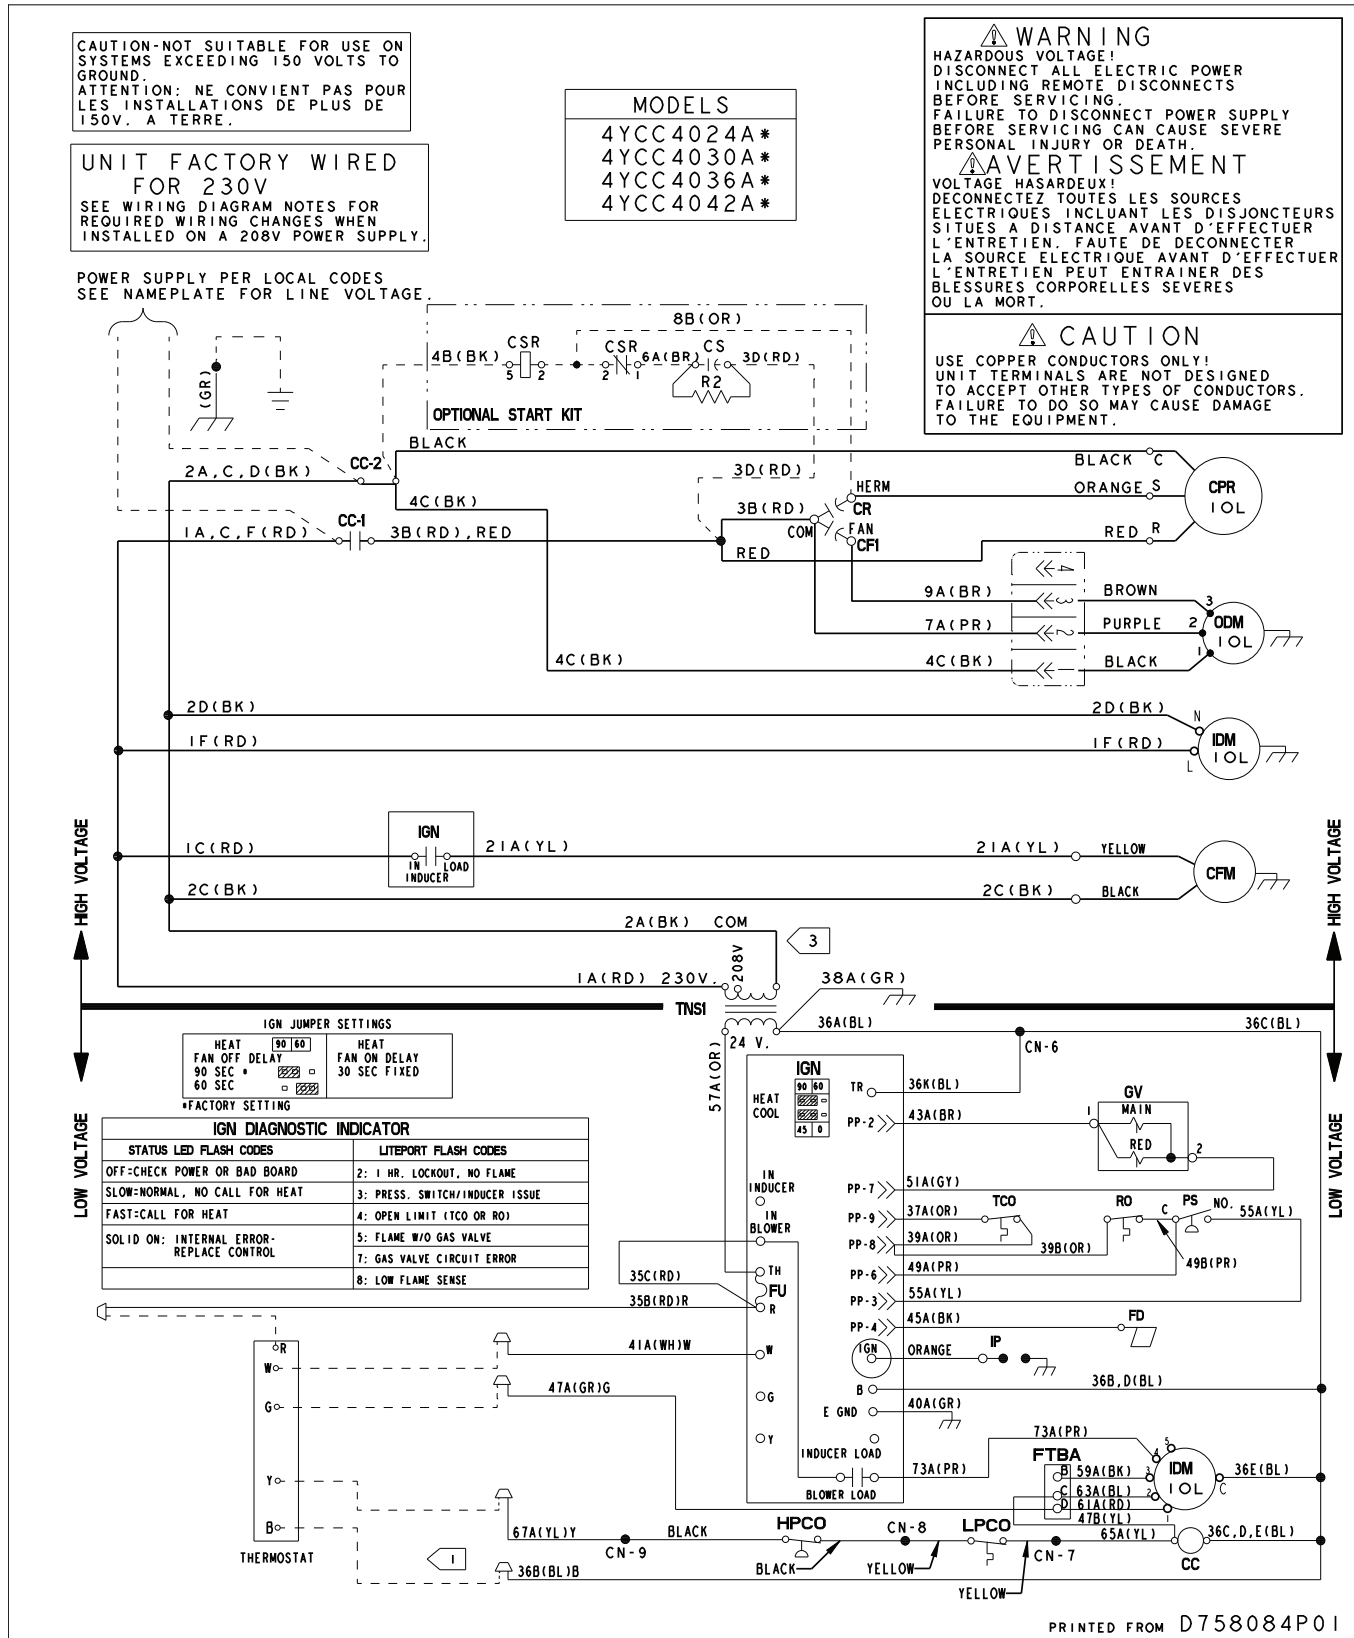 CAUTION-NOT SUITABLE FOR USE ON
SYSTEMS EXCEEDING 150 VOLTS TO
GROUND.
ATTENTION: NE CONVIENT PAS POUR
LES INSTALLATIONS DE PLUS DE
150V. A TERRE.
UNIT FACTORY WIRED
FOR 230V
SEE WIRING DIAGRAM NOTES FOR
REQUIRED WIRING CHANGES WHEN
INSTALLED ON A 208V POWER SUPPLY.
MODELS
4YCC4024A*
4YCC4030A*
4YCC4036A*
4YCC4042A*
WARNING
HAZARDOUS VOLTAGE!
DISCONNECT ALL ELECTRIC POWER
INCLUDING REMOTE DISCONNECTS
BEFORE SERVICING.
FAILURE TO DISCONNECT POWER SUPPLY
BEFORE SERVICING CAN CAUSE SEVERE
PERSONAL INJURY OR DEATH.
AVERTISSEMENT
VOLTAGE HASARDEUX!
DECONNECTEZ TOUTES LES SOURCES
ELECTRIQUES INCLUANT LES DISJONCTEURS
SITUES A DISTANCE AVANT D'EFFECTUER
L'ENTRETIEN. FAUTE DE DECONNECTER
LA SOURCE ELECTRIQUE AVANT D'EFFECTUER
L'ENTRETIEN PEUT ENTRAINER DES
BLESSURES CORPORELLES SEVERES
OU LA MORT.
CAUTION
USE COPPER CONDUCTORS ONLY!
UNIT TERMINALS ARE NOT DESIGNED
TO ACCEPT OTHER TYPES OF CONDUCTORS.
FAILURE TO DO SO MAY CAUSE DAMAGE
TO THE EQUIPMENT.
POWER SUPPLY PER LOCAL CODES
SEE NAMEPLATE FOR LINE VOLTAGE.
(GR)
8B(OR)
4B(BK) CSR CSR 6A(BR) CS 3D(RD)
5 2 2 1 R2
OPTIONAL START KIT
BLACK
BLACK C
CC-2
2A,C,D(BK)
4C(BK)
3D(RD)
HERM
ORANGE S
CPR
IOL
3B(RD)
CR
COM
FAN
CF1
CC-1
1A,C,F(RD)
3B(RD),RED
RED
RED R
4
9A(BR) 3 BROWN 3
7A(PR) 2 PURPLE 2
ODM
IOL
4C(BK) 4C(BK) 1 BLACK 1
2D(BK) 2D(BK) N
1F(RD) 1F(RD) L
IDM
IOL
IGN
1C(RD) 21A(YL) 21A(YL) YELLOW
IN LOAD
INDUCER
CFM
2C(BK) 2C(BK) BLACK
HIGH VOLTAGE
HIGH VOLTAGE
2A(BK) COM
3
208V
1A(RD) 230V.
38A(GR)
TNS1
24 V.
36A(BL)
36C(BL)
CN-6
57A(OR)
LOW VOLTAGE
LOW VOLTAGE
IGN JUMPER SETTINGS
HEAT 90 60
FAN OFF DELAY
90 SEC *
60 SEC
HEAT
FAN ON DELAY
30 SEC FIXED
*FACTORY SETTING
IGN DIAGNOSTIC INDICATOR
STATUS LED FLASH CODES
LITEPORT FLASH CODES
OFF=CHECK POWER OR BAD BOARD
2: 1 HR. LOCKOUT, NO FLAME
SLOW=NORMAL, NO CALL FOR HEAT
3: PRESS. SWITCH/INDUCER ISSUE
FAST=CALL FOR HEAT
4: OPEN LIMIT (TCO OR RO)
SOLID ON: INTERNAL ERROR-
REPLACE CONTROL
5: FLAME W/O GAS VALVE
7: GAS VALVE CIRCUIT ERROR
8: LOW FLAME SENSE
IGN
90 60
HEAT
COOL
45 0
TR 36K(BL)
PP-2 43A(BR)
GV
MAIN
1
RED
2
IN
INDUCER
IN
BLOWER
PP-7 51A(GY)
PP-9 37A(OR) TCO
PP-8 39A(OR)
39B(OR)
RO C PS NO. 55A(YL)
49B(PR)
TH
FU
R
35C(RD)
35B(RD)R
PP-6 49A(PR)
PP-3 55A(YL)
PP-4 45A(BK) FD
IGN ORANGE IP
41A(WH)W W
B 36B,D(BL)
47A(GR)G G
E GND 40A(GR)
Y
INDUCER LOAD
73A(PR)
73A(PR)
BLOWER LOAD
FTBA
B 59A(BK) 3
C 63A(BL) 2
D 61A(RD) 1
4 5
IDM
IOL
C 36E(BL)
47B(YL)
65A(YL)
CC
36C,D,E(BL)
R
W
G
Y
B
THERMOSTAT
1
67A(YL)Y
CN-9
BLACK
HPCO
BLACK
CN-8
YELLOW
LPCO
YELLOW
CN-7
36B(BL)B
PRINTED FROM D758084P01